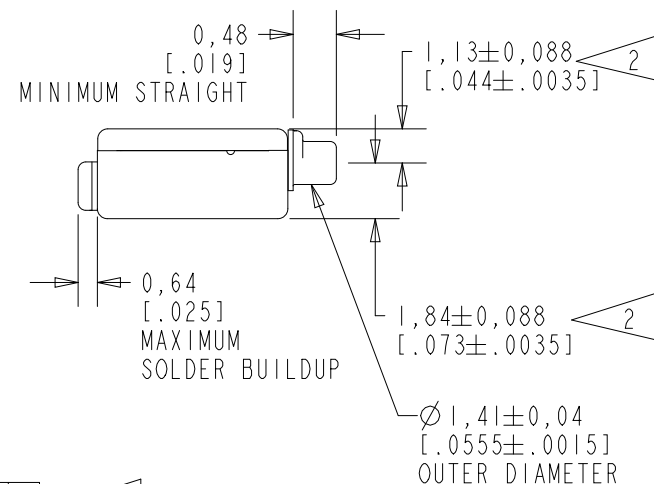 0,48
[.019]
MINIMUM STRAIGHT
1,13±0,088
[.044±.0035]
2
0,64
[.025]
MAXIMUM
SOLDER BUILDUP
1,84±0,088
[.073±.0035]
2
Ø 1,41±0,04
[.0555±.0015]
OUTER DIAMETER